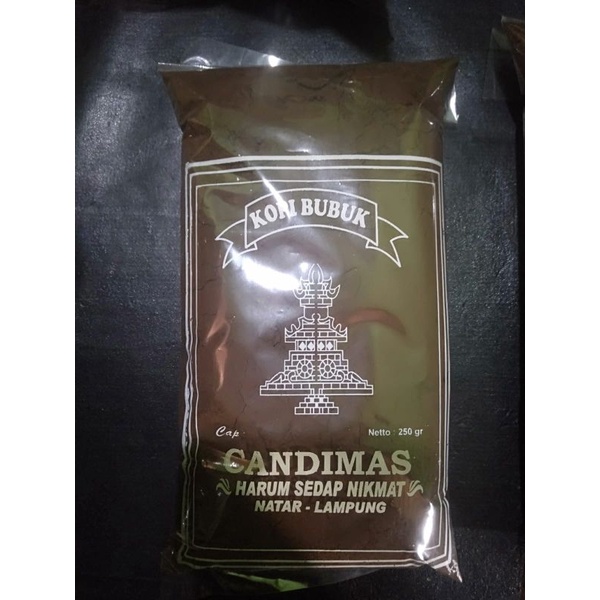 KOPI BUBUK
Cap
Netto : 250 gr
CANDIMAS
HARUM SEDAP NIKMAT
NATAR - LAMPUNG